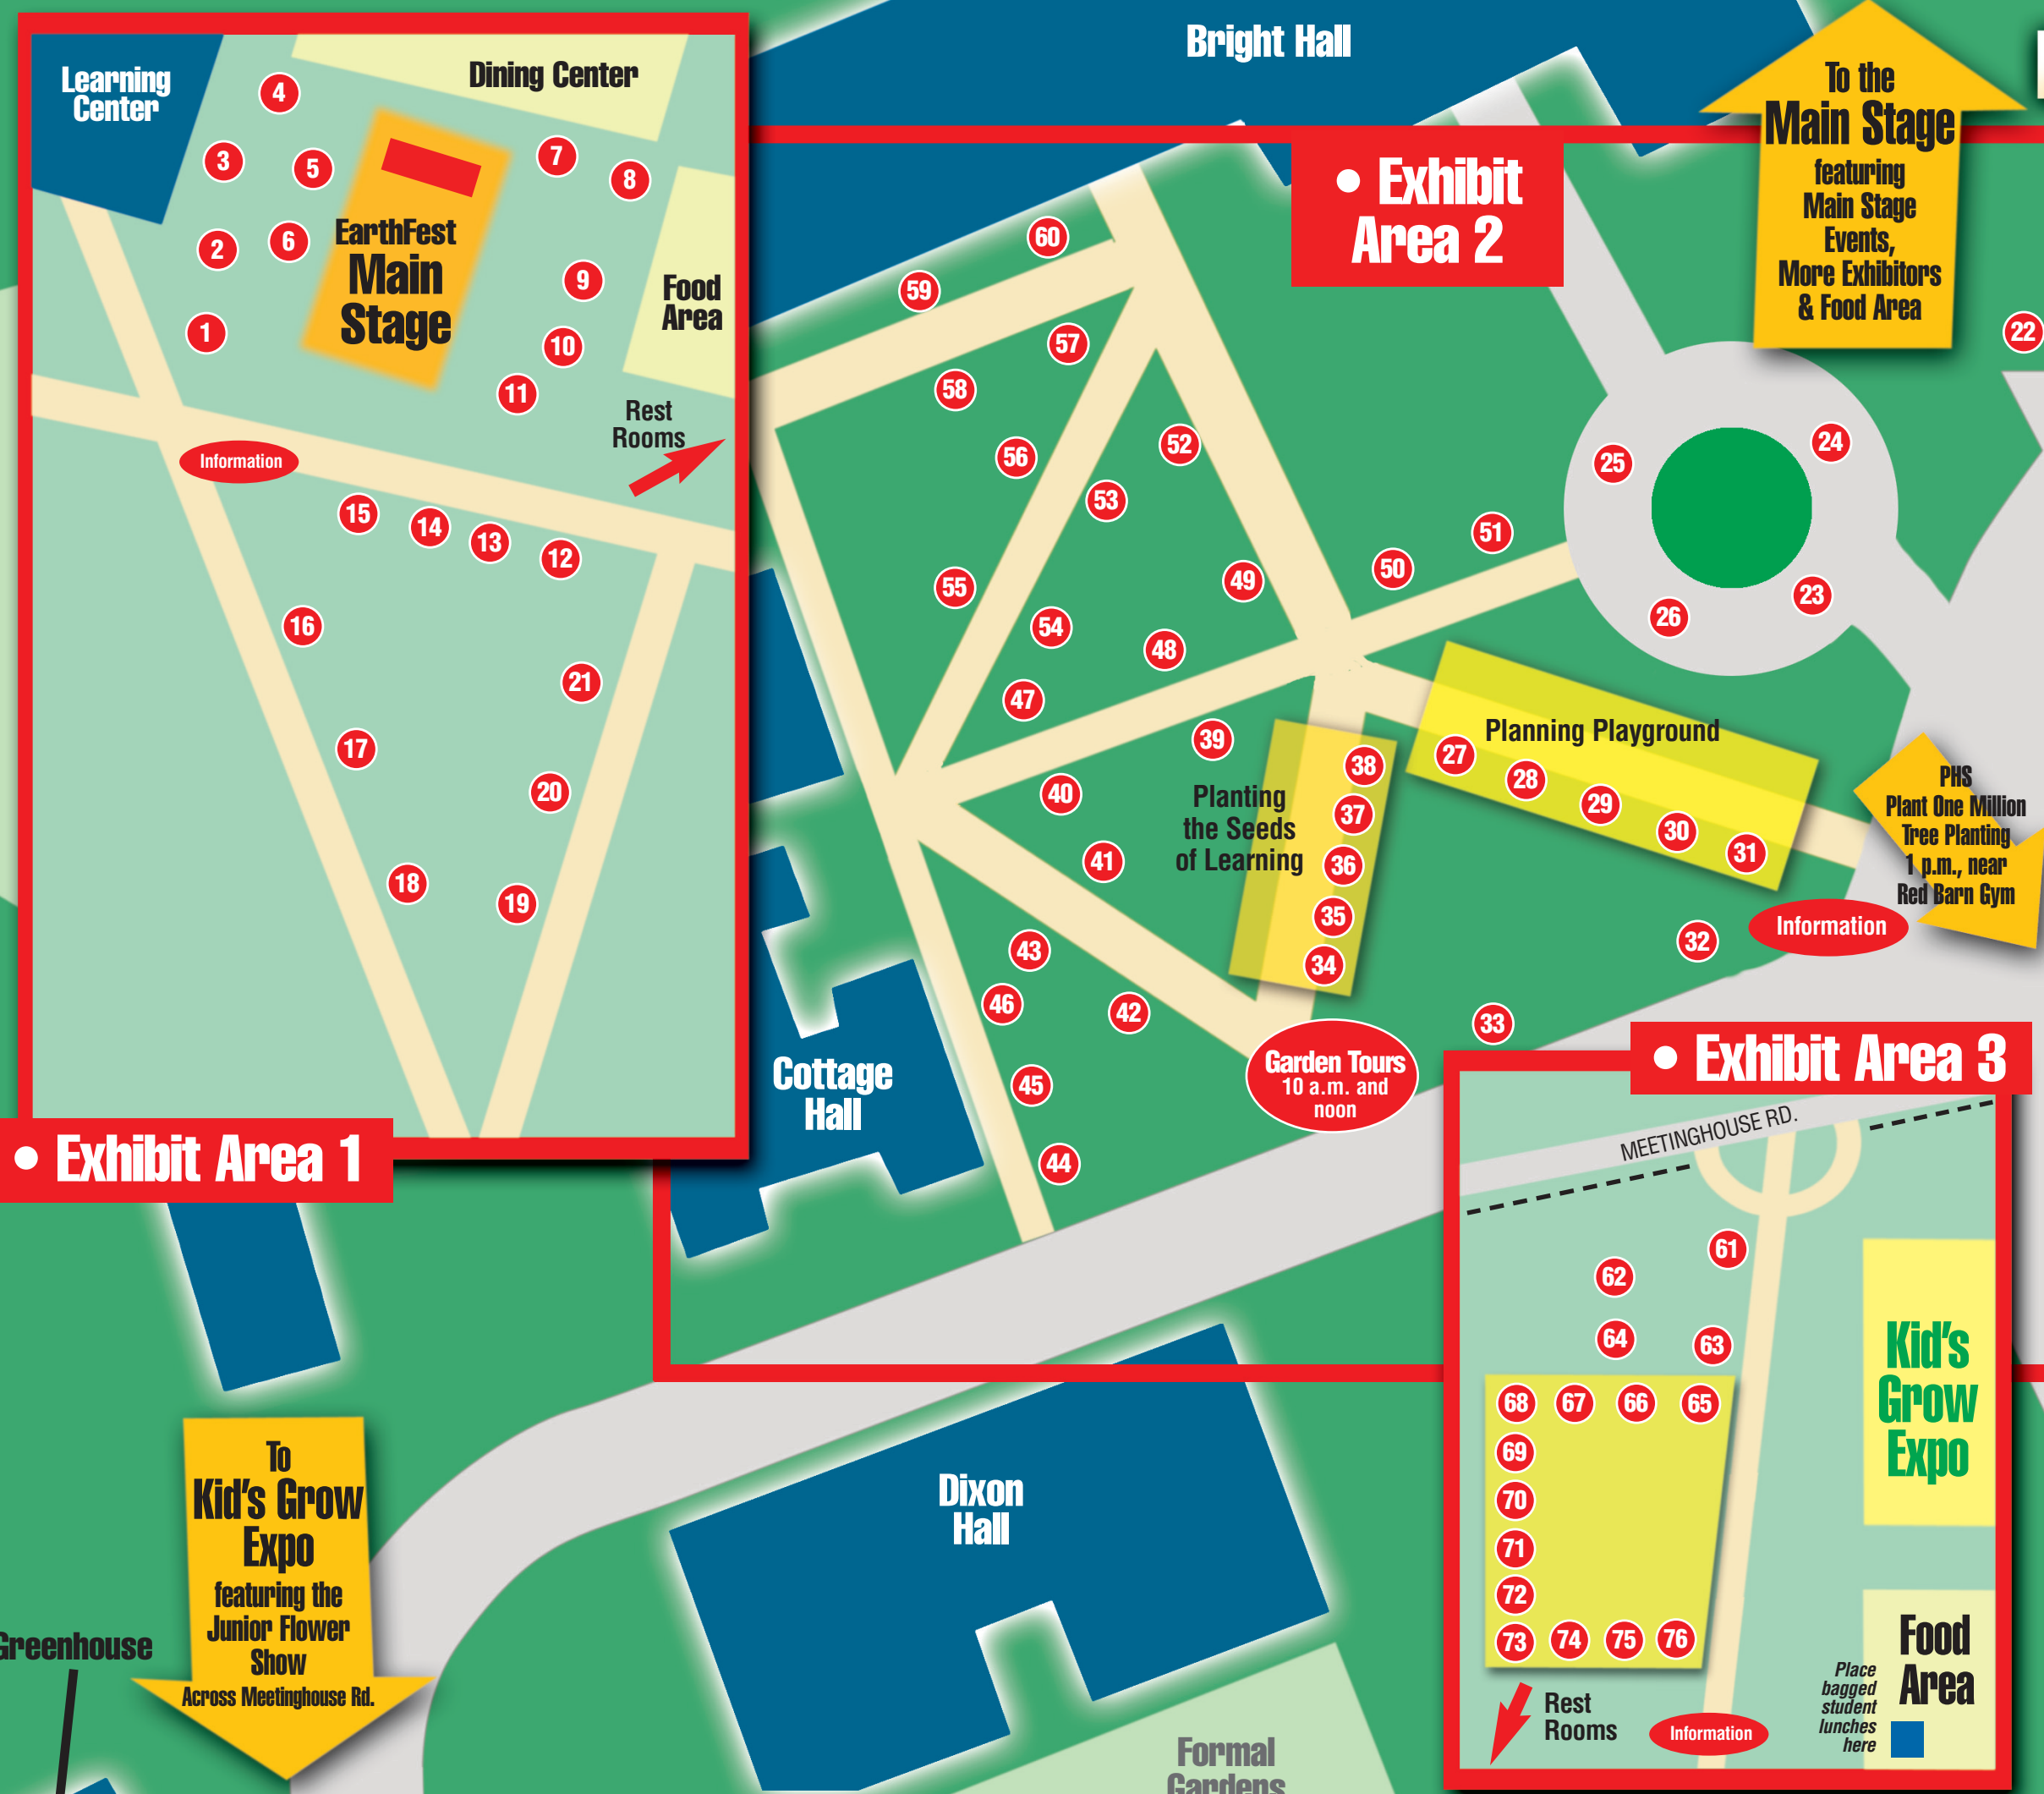 Bright Hall
To the
Main Stage
featuring
Main Stage
Events,
More Exhibitors
& Food Area
Learning
Center
Dining Center
4
3
5
7
8
2
6
EarthFest
Main
Stage
9
Food
Area
1
10
11
Rest
Rooms
Information
15
14
13
12
16
21
17
20
18
19
• Exhibit Area 1
• Exhibit
Area 2
60
59
57
58
22
56
52
53
25
24
51
50
49
55
54
48
26
23
47
39
40
41
Planting
the Seeds
of Learning
38
37
36
35
34
Planning Playground
27
28
29
30
31
PHS
Plant One Million
Tree Planting
1 p.m., near
Red Barn Gym
Information
32
33
43
46
42
45
44
Garden Tours
10 a.m. and
noon
Cottage
Hall
• Exhibit Area 3
MEETINGHOUSE RD.
61
62
64
63
68
67
66
65
69
70
71
72
73
74
75
76
Kid's
Grow
Expo
Food
Area
Place
bagged
student
lunches
here
Rest
Rooms
Information
To
Kid's Grow
Expo
featuring the
Junior Flower
Show
Across Meetinghouse Rd.
Greenhouse
Dixon
Hall
Formal
Gardens